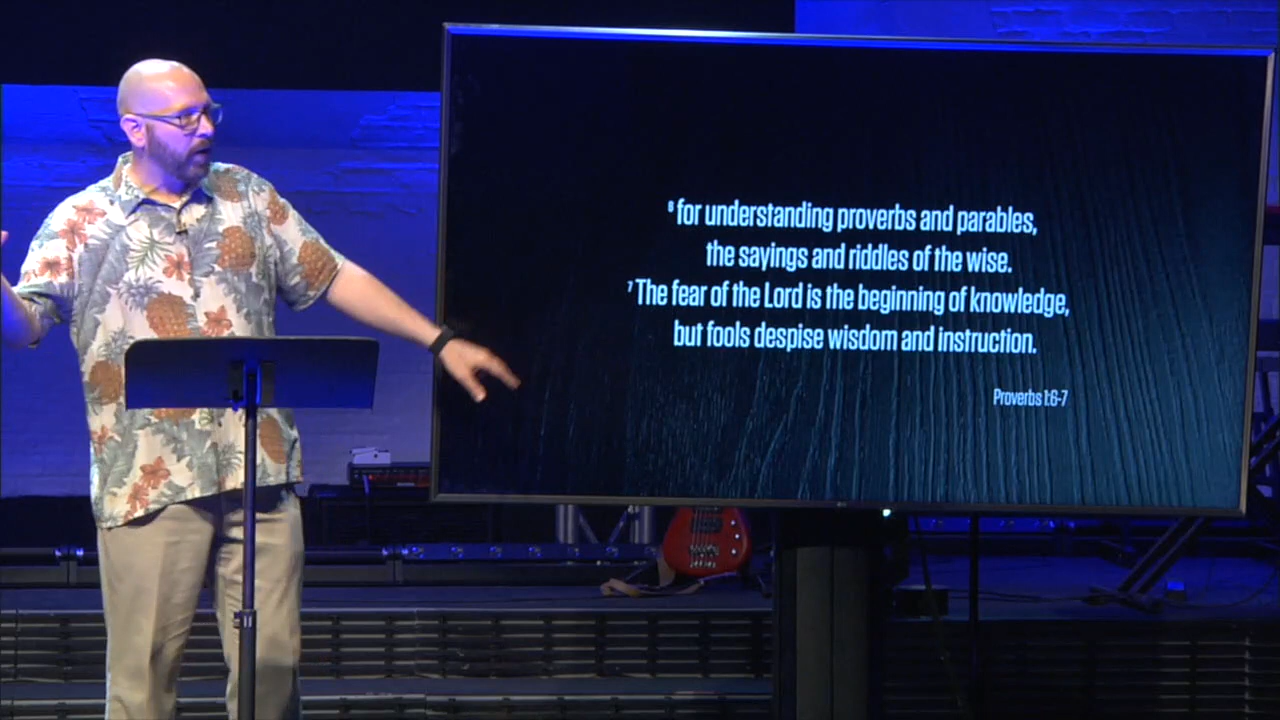 ⁶ for understanding proverbs and parables,
the sayings and riddles of the wise.
⁷ The fear of the Lord is the beginning of knowledge,
but fools despise wisdom and instruction.
Proverbs 1:6-7